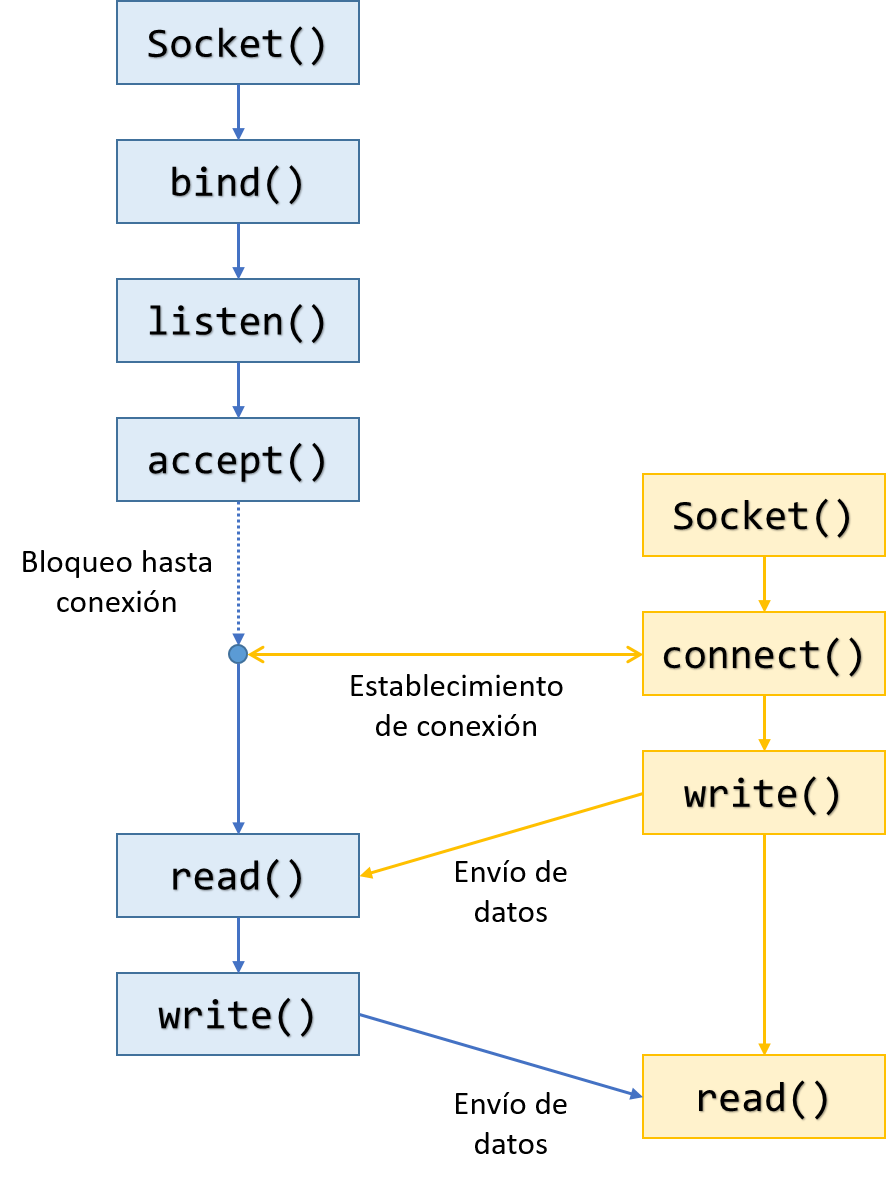 Socket()
bind()
listen()
accept()
Bloqueo hasta
conexión
Socket()
connect()
Establecimiento
de conexión
write()
read()
Envío de
datos
write()
Envío de
datos
read()